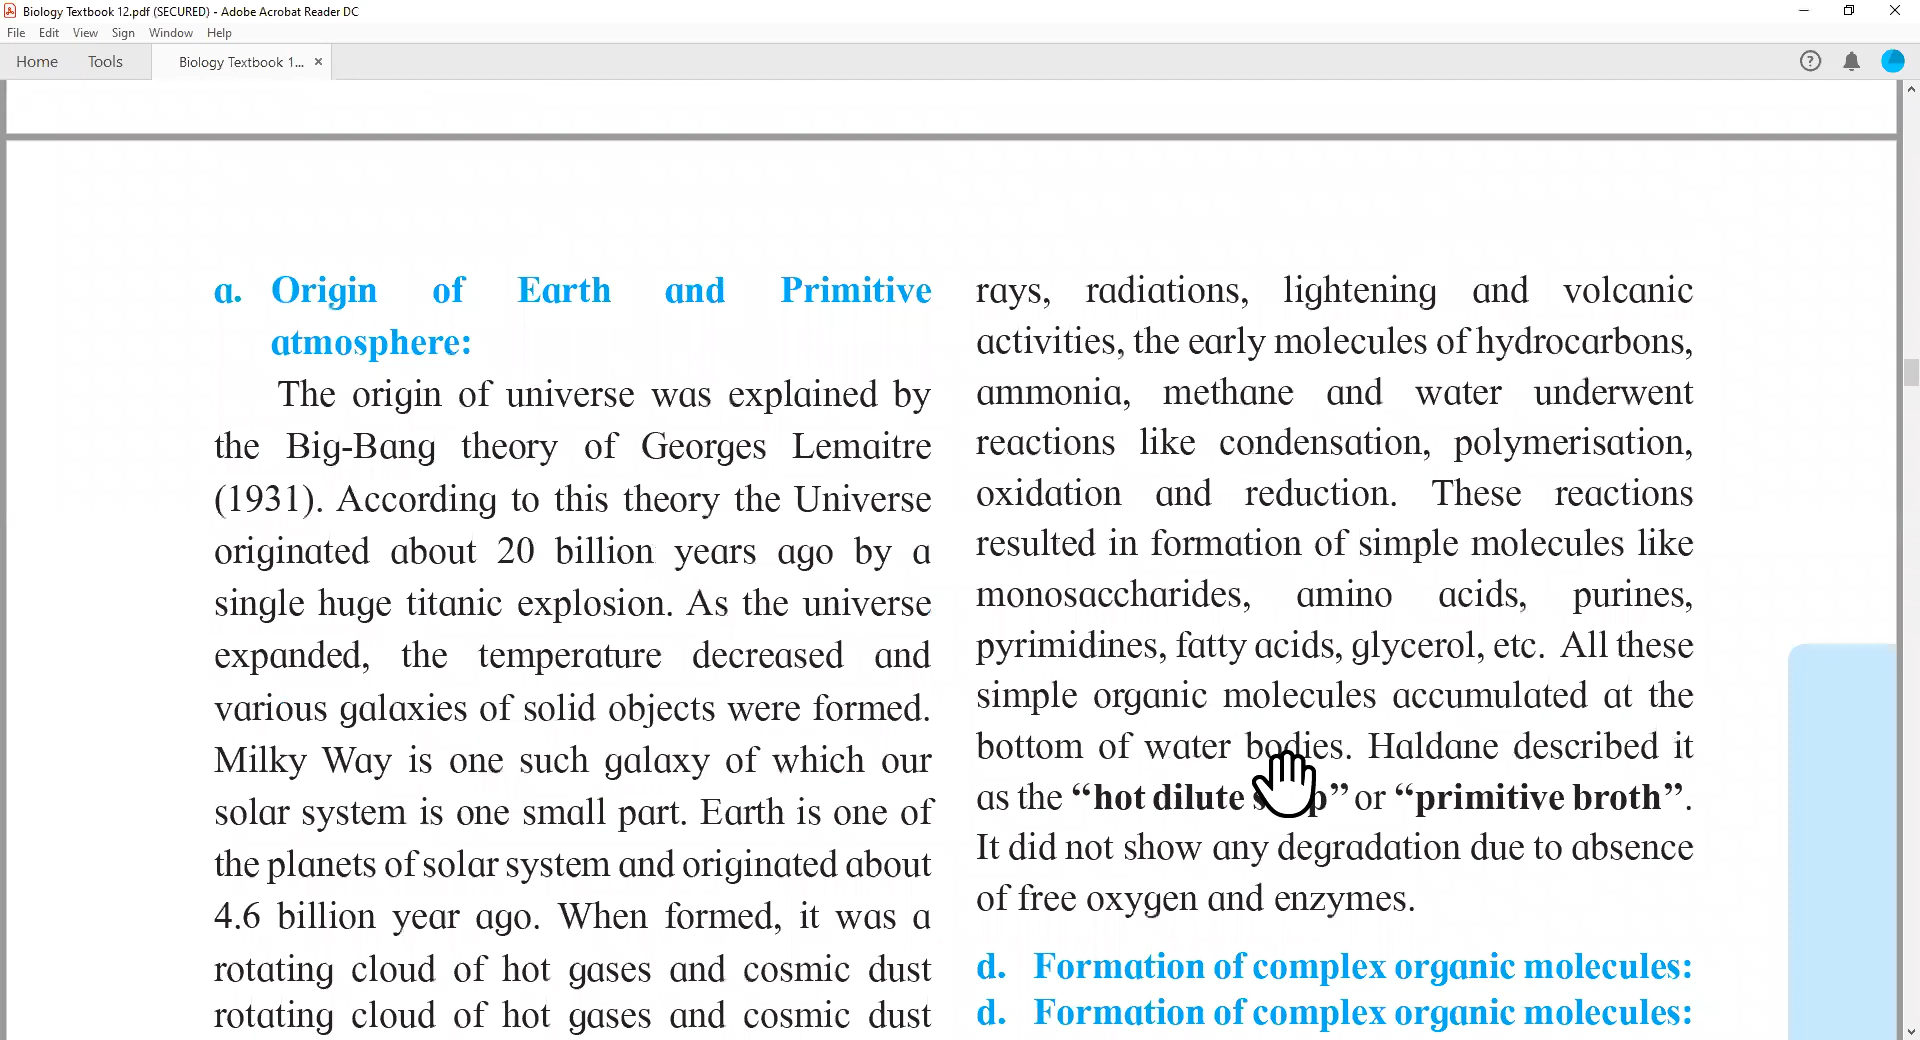 Biology Textbook 12.pdf (SECURED) - Adobe Acrobat Reader DC
File Edit View Sign Window Help
Home Tools Biology Textbook 1... ×
a. Origin of Earth and Primitive
atmosphere:
The origin of universe was explained by
the Big-Bang theory of Georges Lemaitre
(1931). According to this theory the Universe
originated about 20 billion years ago by a
single huge titanic explosion. As the universe
expanded, the temperature decreased and
various galaxies of solid objects were formed.
Milky Way is one such galaxy of which our
solar system is one small part. Earth is one of
the planets of solar system and originated about
4.6 billion year ago. When formed, it was a
rotating cloud of hot gases and cosmic dust
rotating cloud of hot gases and cosmic dust
rays, radiations, lightening and volcanic
activities, the early molecules of hydrocarbons,
ammonia, methane and water underwent
reactions like condensation, polymerisation,
oxidation and reduction. These reactions
resulted in formation of simple molecules like
monosaccharides, amino acids, purines,
pyrimidines, fatty acids, glycerol, etc. All these
simple organic molecules accumulated at the
bottom of water bodies. Haldane described it
as the “hot dilute or “primitive broth”.
It did not show any degradation due to absence
of free oxygen and enzymes.
d. Formation of complex organic molecules:
d. Formation of complex organic molecules: